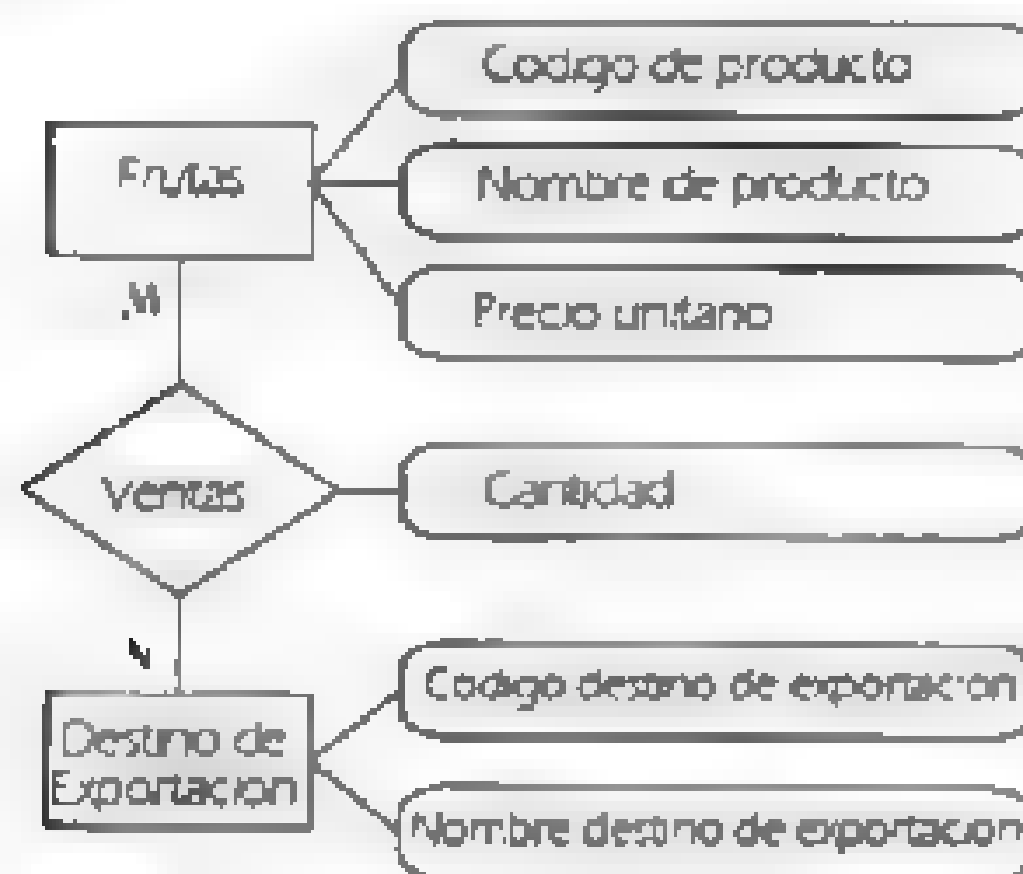 Codigo de producto
Frutas
Nombre de producto
M
Precio unitario
Ventas
Cantidad
N
Codigo destino de exportacion
Destino de
Exportacion
Nombre destino de exportacion